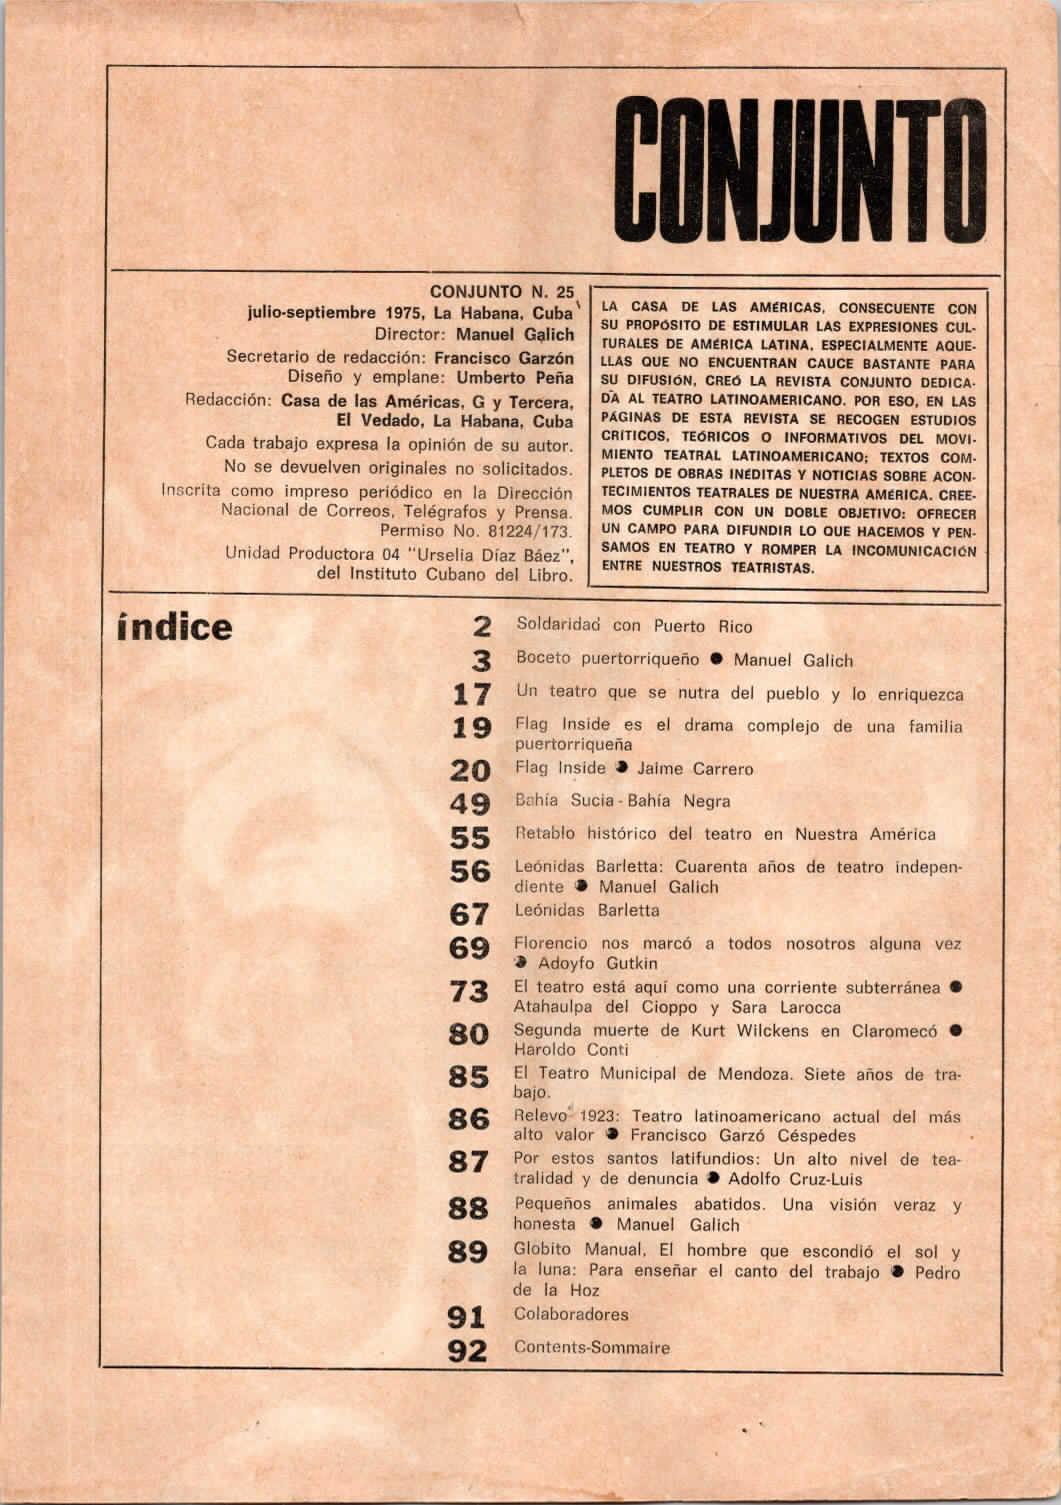 CONJUNTO
CONJUNTO N. 25
julio-septiembre 1975, La Habana, Cuba
Director: Manuel Galich
Secretario de redacción: Francisco Garzón
Diseño y emplane: Umberto Peña
Redacción: Casa de las Américas, G y Tercera,
El Vedado, La Habana, Cuba
Cada trabajo expresa la opinión de su autor.
No se devuelven originales no solicitados.
Inscrita como impreso periódico en la Dirección
Nacional de Correos, Telégrafos y Prensa.
Permiso No. 81224/173.
Unidad Productora 04 "Urselia Díaz Báez",
del Instituto Cubano del Libro.
LA CASA DE LAS AMÉRICAS, CONSECUENTE CON
SU PROPÓSITO DE ESTIMULAR LAS EXPRESIONES CUL-
TURALES DE AMÉRICA LATINA, ESPECIALMENTE AQUE-
LLAS QUE NO ENCUENTRAN CAUCE BASTANTE PARA
SU DIFUSIÓN, CREÓ LA REVISTA CONJUNTO DEDICA-
DA AL TEATRO LATINOAMERICANO. POR ESO, EN LAS
PÁGINAS DE ESTA REVISTA SE RECOGEN ESTUDIOS
CRÍTICOS, TEÓRICOS O INFORMATIVOS DEL MOVI-
MIENTO TEATRAL LATINOAMERICANO; TEXTOS COM-
PLETOS DE OBRAS INÉDITAS Y NOTICIAS SOBRE ACON-
TECIMIENTOS TEATRALES DE NUESTRA AMÉRICA. CREE-
MOS CUMPLIR CON UN DOBLE OBJETIVO: OFRECER
UN CAMPO PARA DIFUNDIR LO QUE HACEMOS Y PEN-
SAMOS EN TEATRO Y ROMPER LA INCOMUNICACIÓN
ENTRE NUESTROS TEATRISTAS.
índice
2 Soldaridad con Puerto Rico
3 Boceto puertorriqueño ● Manuel Galich
17 Un teatro que se nutra del pueblo y lo enriquezca
19 Flag Inside es el drama complejo de una familia
puertorriqueña
20 Flag Inside ● Jaime Carrero
49 Bahía Sucia - Bahía Negra
55 Retablo histórico del teatro en Nuestra América
56 Leónidas Barletta: Cuarenta años de teatro indepen-
diente ● Manuel Galich
67 Leónidas Barletta
69 Florencio nos marcó a todos nosotros alguna vez
● Adoyfo Gutkin
73 El teatro está aquí como una corriente subterránea ●
Atahaulpa del Cioppo y Sara Larocca
80 Segunda muerte de Kurt Wilckens en Claromecó ●
Haroldo Conti
85 El Teatro Municipal de Mendoza. Siete años de tra-
bajo.
86 Relevo 1923: Teatro latinoamericano actual del más
alto valor ● Francisco Garzó Céspedes
87 Por estos santos latifundios: Un alto nivel de tea-
tralidad y de denuncia ● Adolfo Cruz-Luis
88 Pequeños animales abatidos. Una visión veraz y
honesta ● Manuel Galich
89 Globito Manual, El hombre que escondió el sol y
la luna: Para enseñar el canto del trabajo ● Pedro
de la Hoz
91 Colaboradores
92 Contents-Sommaire